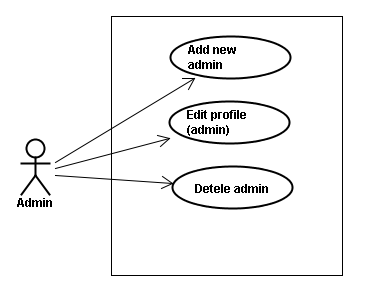 Add new
admin
Edit profile
(admin)
Detele admin
Admin